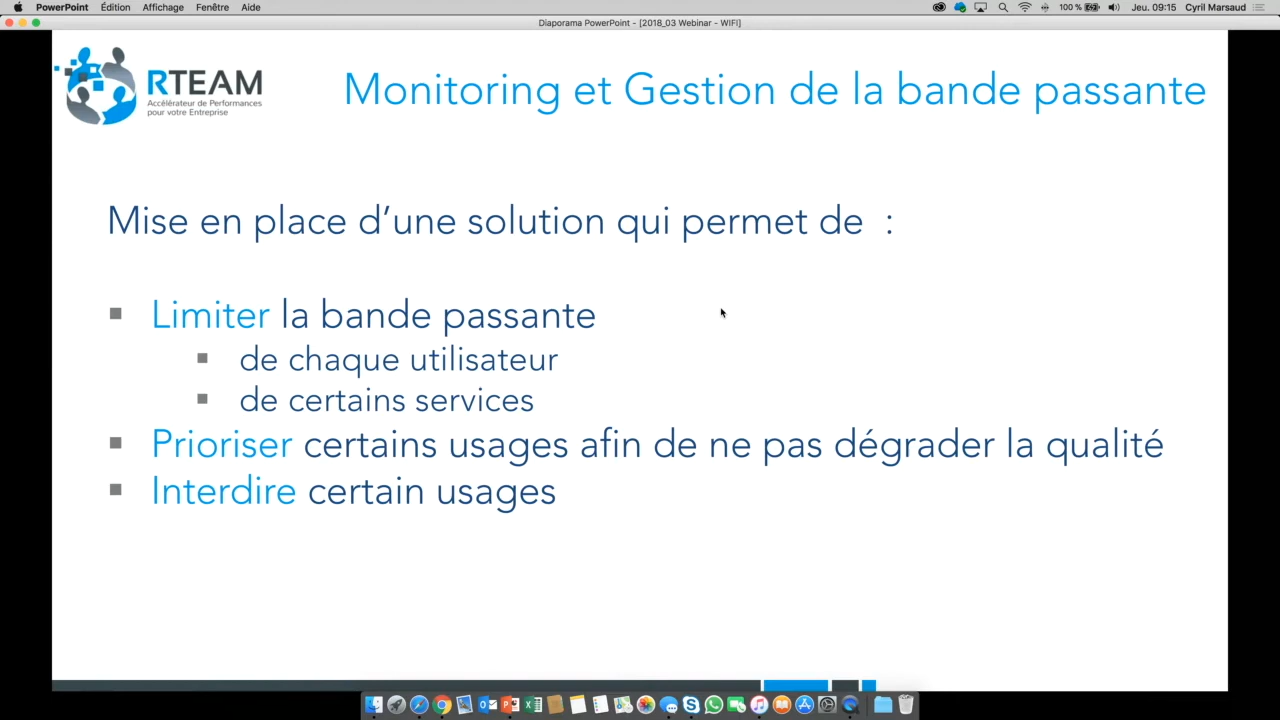 PowerPoint Édition Affichage Fenêtre Aide 100 % Jeu. 09:15 Cyril Marsaud
Diaporama PowerPoint - [2018_03 Webinar - WIFI]
RTEAM
Accélérateur de Performances
pour votre Entreprise
Monitoring et Gestion de la bande passante
Mise en place d’une solution qui permet de :
Limiter la bande passante
de chaque utilisateur
de certains services
Prioriser certains usages afin de ne pas dégrader la qualité
Interdire certain usages